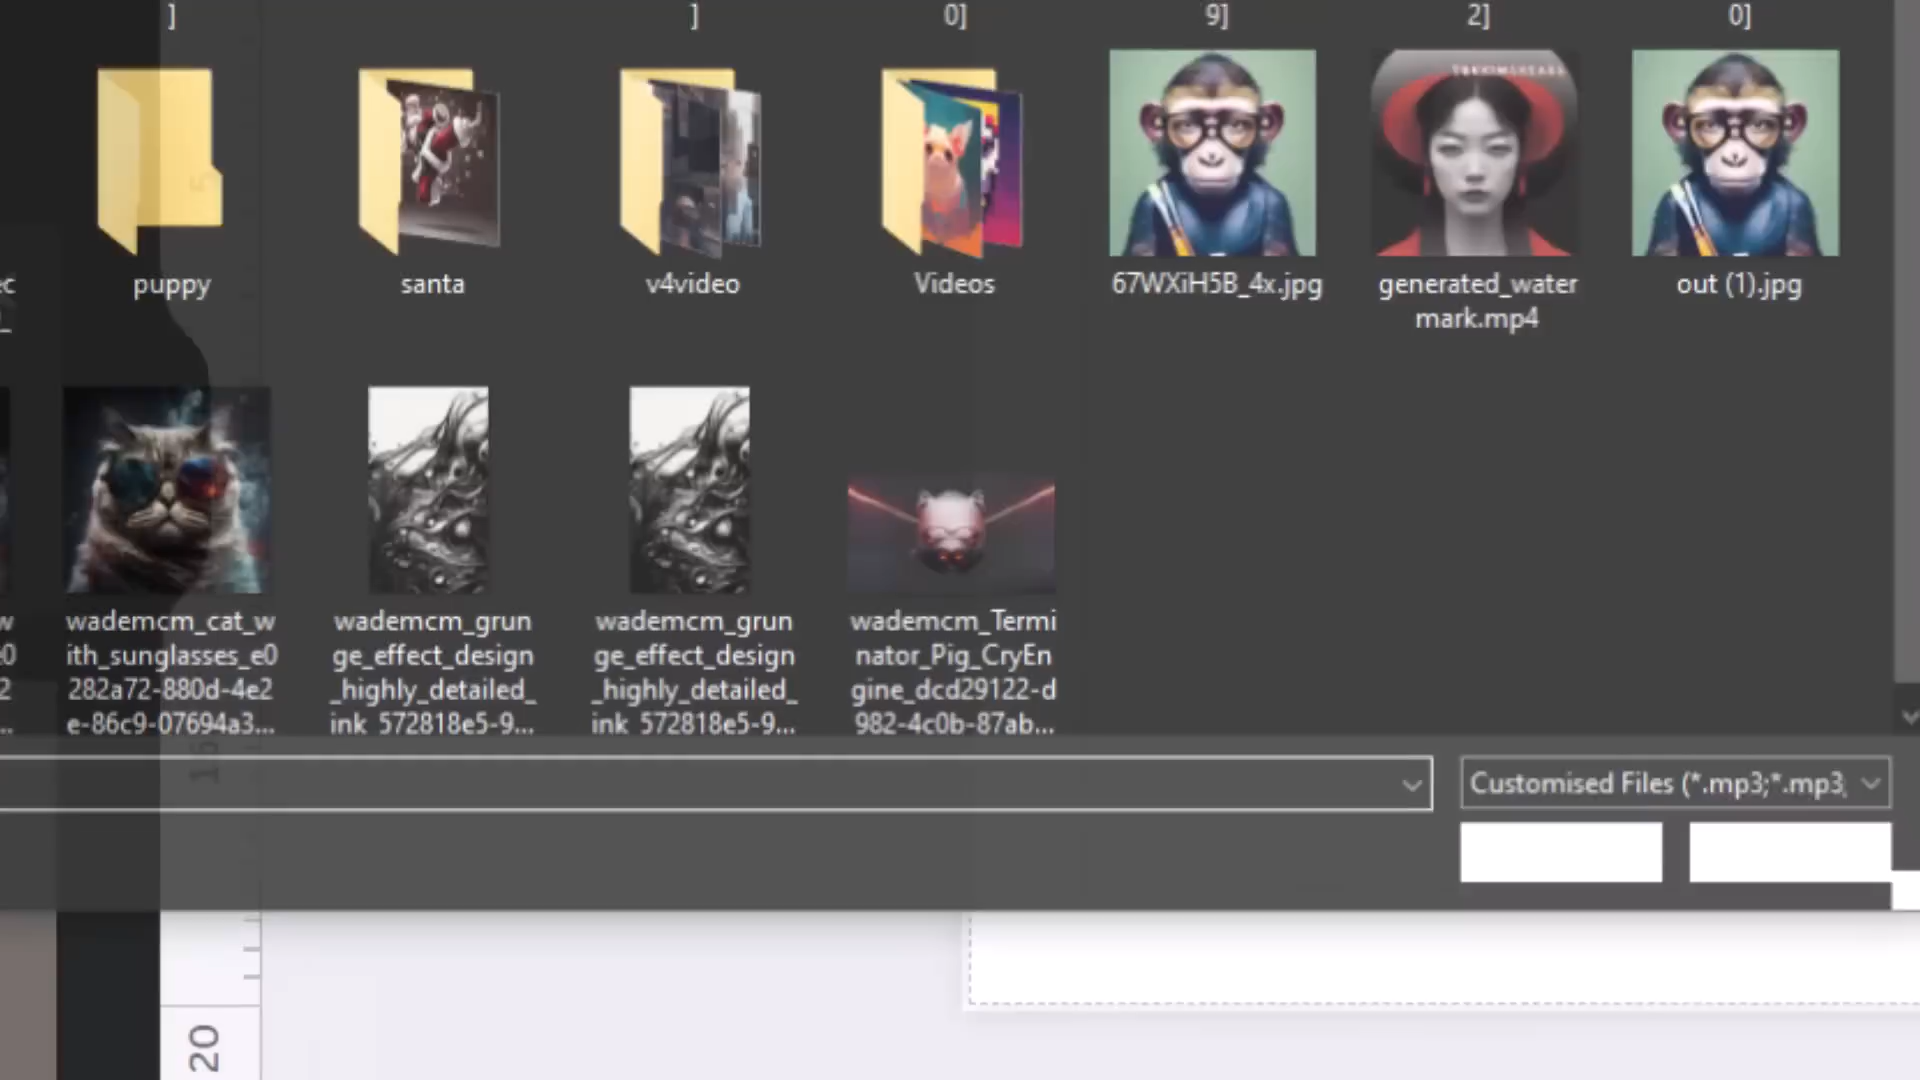 ]
]
0]
9]
2]
0]
puppy
santa
v4video
Videos
67WXiH5B_4x.jpg
generated_water
mark.mp4
out (1).jpg
wademcm_cat_w
ith_sunglasses_e0
282a72-880d-4e2
e-86c9-07694a3...
wademcm_grun
ge_effect_design
_highly_detailed_
ink_572818e5-9...
wademcm_grun
ge_effect_design
_highly_detailed_
ink_572818e5-9...
wademcm_Termi
nator_Pig_CryEn
gine_dcd29122-d
982-4c0b-87ab...
Customised Files (*.mp3;*.mp3,
15
20